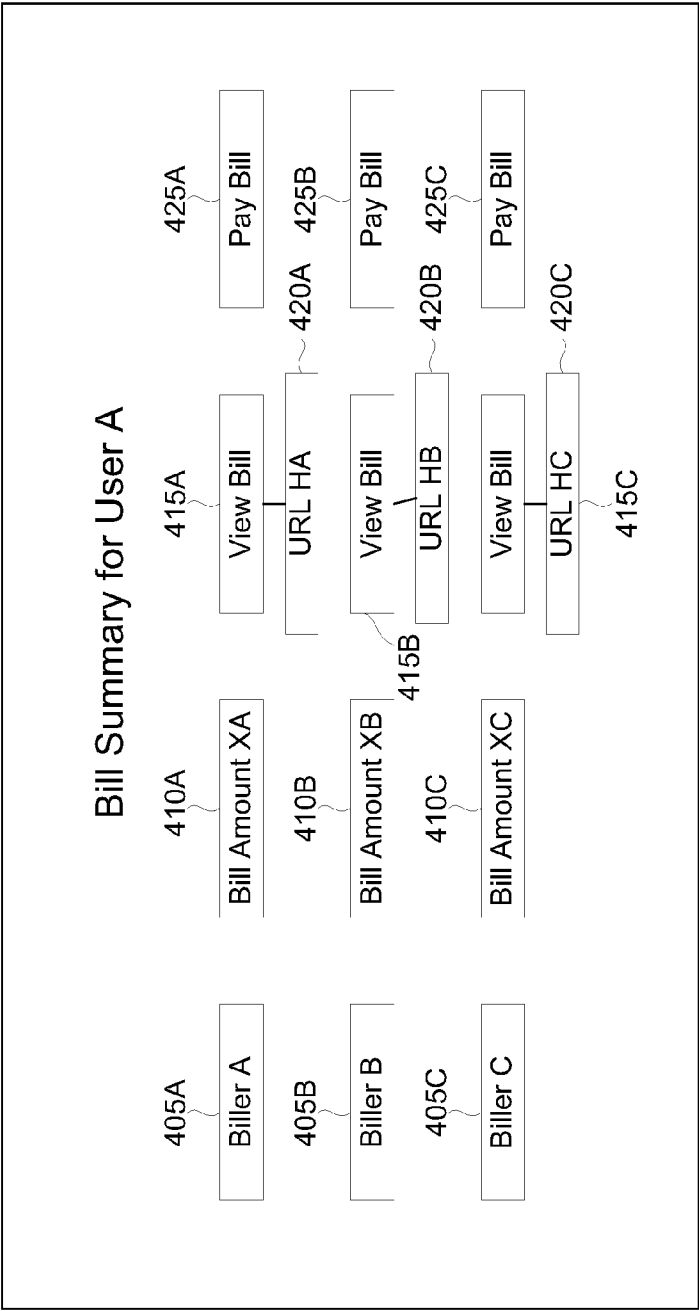 Bill Summary for User A
405A 410A 415A 425A
Biller A Bill Amount XA View Bill Pay Bill
URL HA 420A
405B 410B 425B
Biller B Bill Amount XB View Bill Pay Bill
415B URL HB 420B
405C 410C 425C
Biller C Bill Amount XC View Bill Pay Bill
URL HC 420C
415C